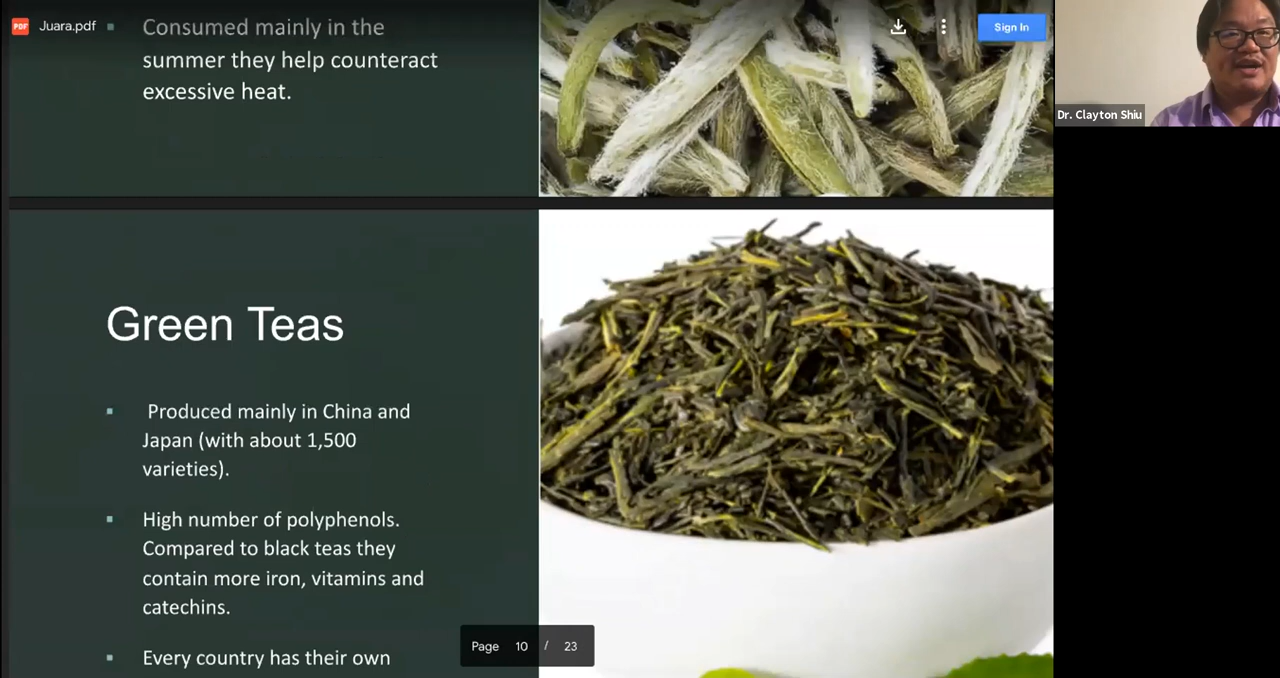 PDF Juara.pdf
Sign In
Consumed mainly in the
summer they help counteract
excessive heat.
Dr. Clayton Shiu
Green Teas
Produced mainly in China and
Japan (with about 1,500
varieties).
High number of polyphenols.
Compared to black teas they
contain more iron, vitamins and
catechins.
Every country has their own
Page 10 / 23